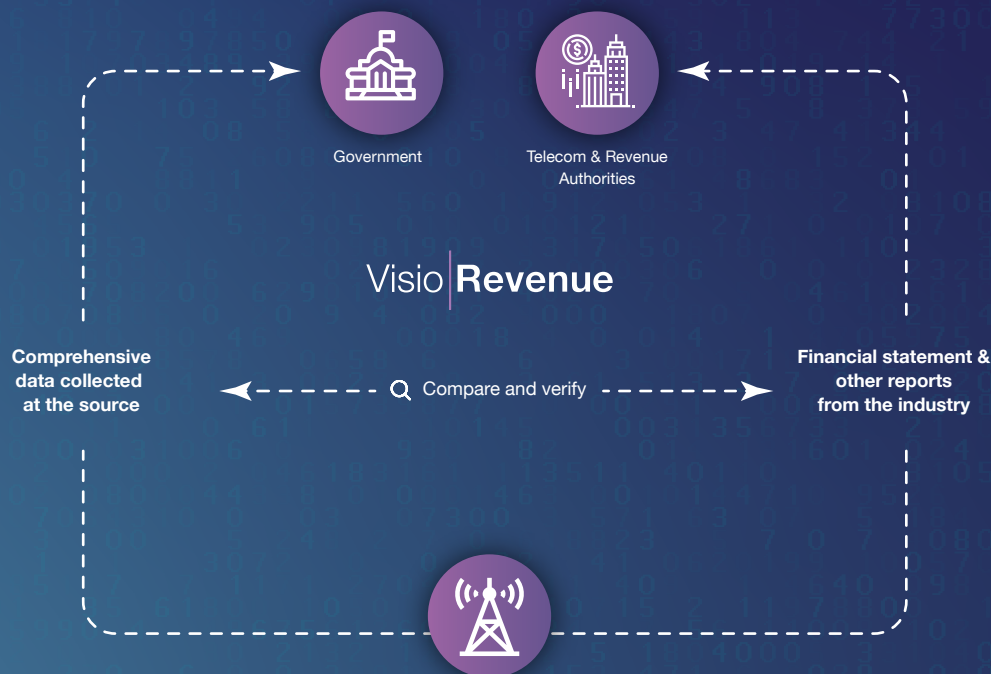 Government
Telecom & Revenue
Authorities
Visio|Revenue
Comprehensive
data collected
at the source
Compare and verify
Financial statement &
other reports
from the industry